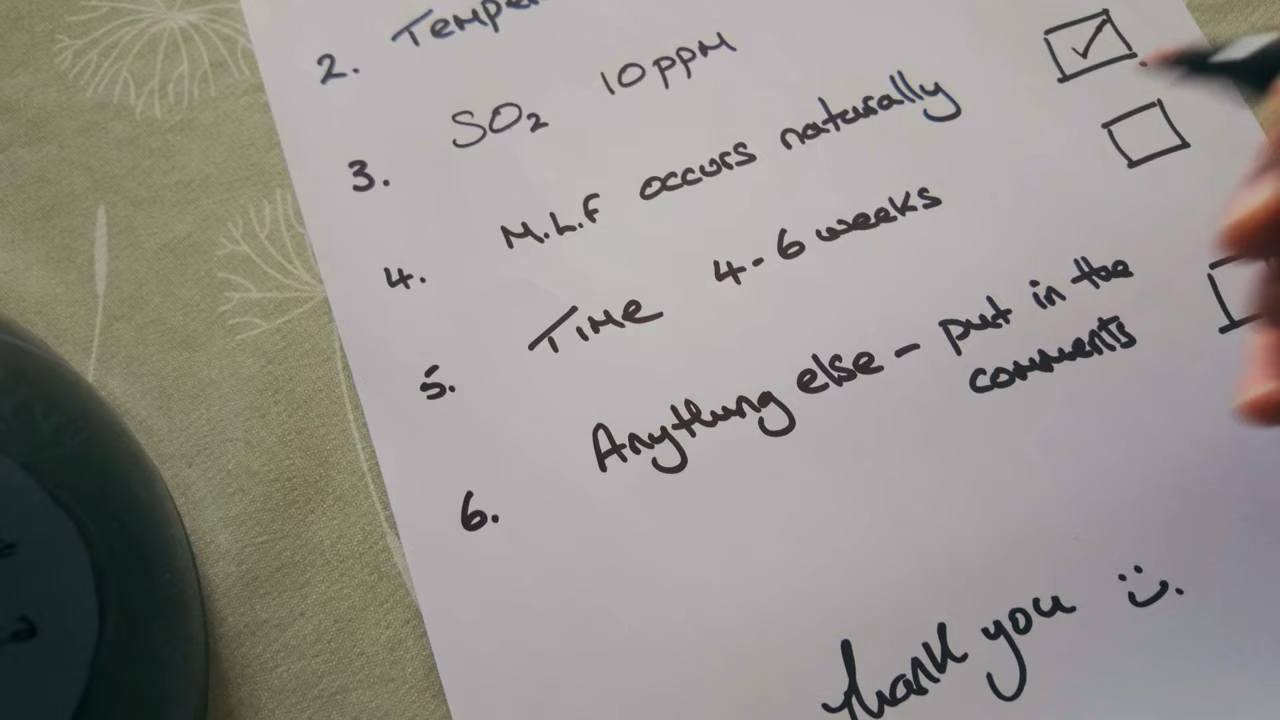 2. Tempe
3. SO₂ 10ppm
4. M.L.F occurs naturally
5. Time 4-6 weeks
6. Anything else - put in the
comments
Thank you :).